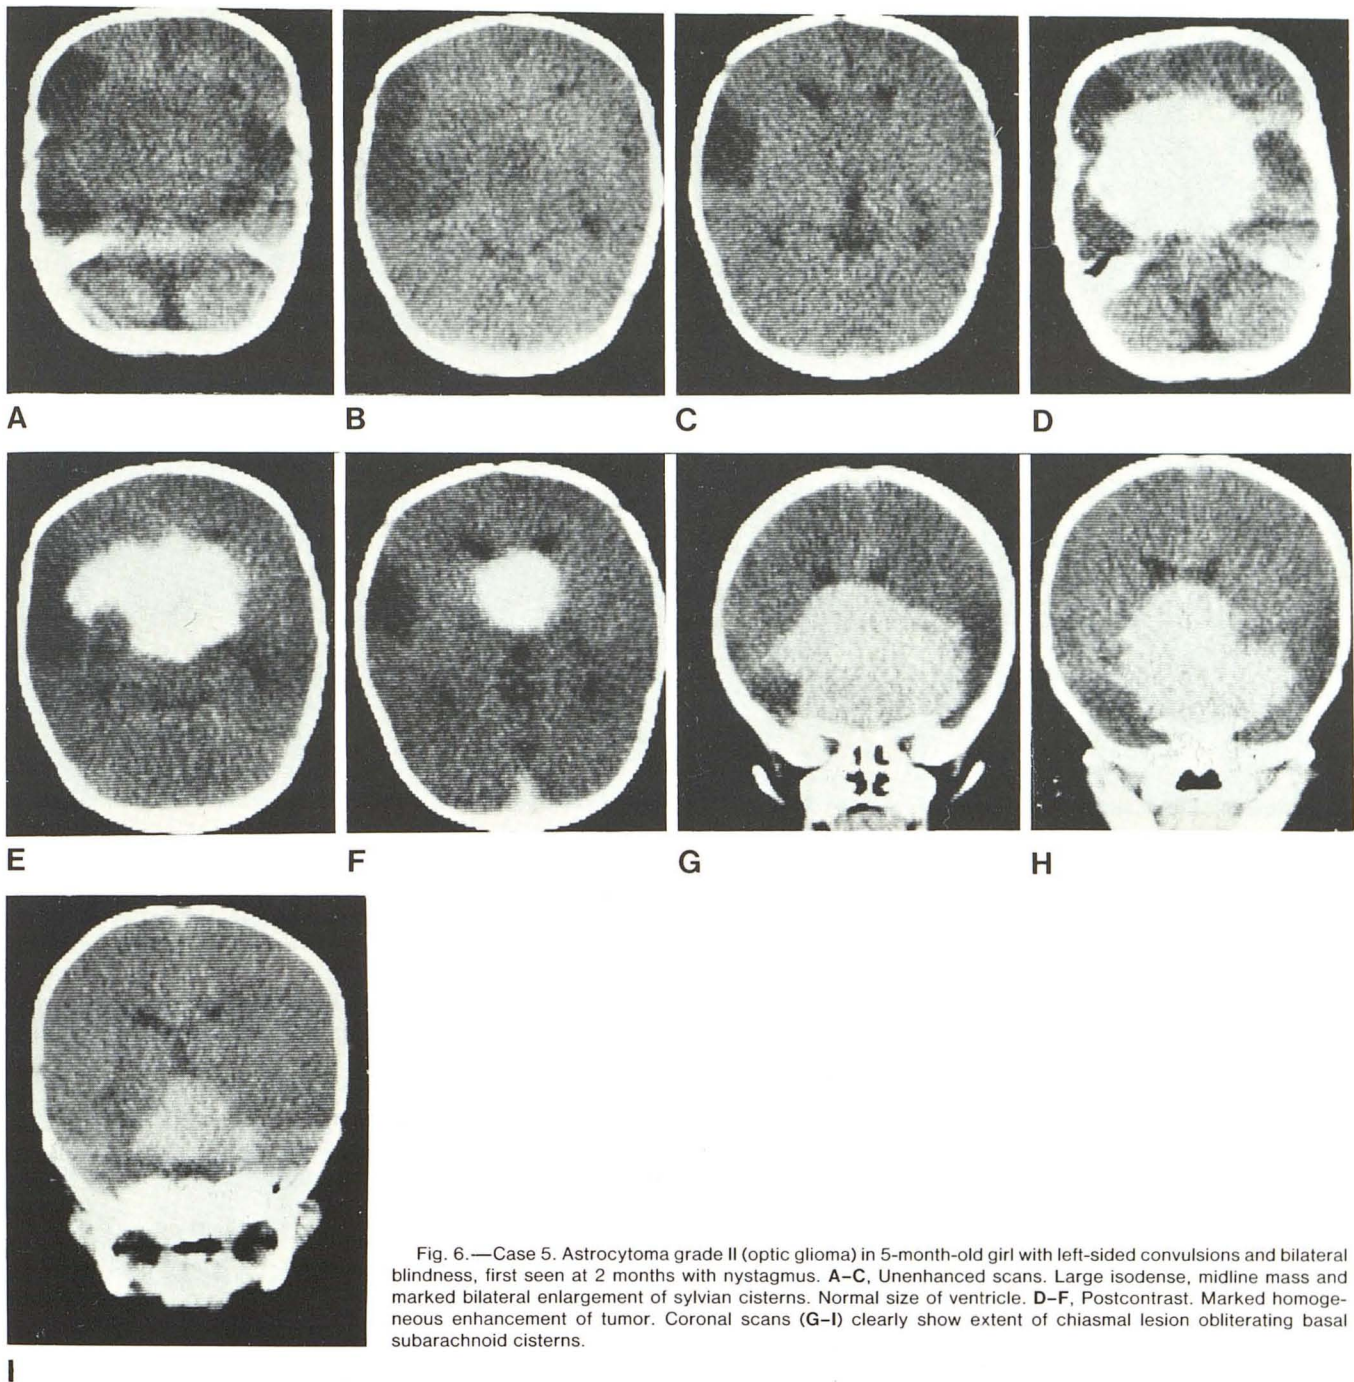 A
B
C
D
E
F
G
H
I
Fig. 6.—Case 5. Astrocytoma grade II (optic glioma) in 5-month-old girl with left-sided convulsions and bilateral
blindness, first seen at 2 months with nystagmus. A–C, Unenhanced scans. Large isodense, midline mass and
marked bilateral enlargement of sylvian cisterns. Normal size of ventricle. D–F, Postcontrast. Marked homoge-
neous enhancement of tumor. Coronal scans (G–I) clearly show extent of chiasmal lesion obliterating basal
subarachnoid cisterns.